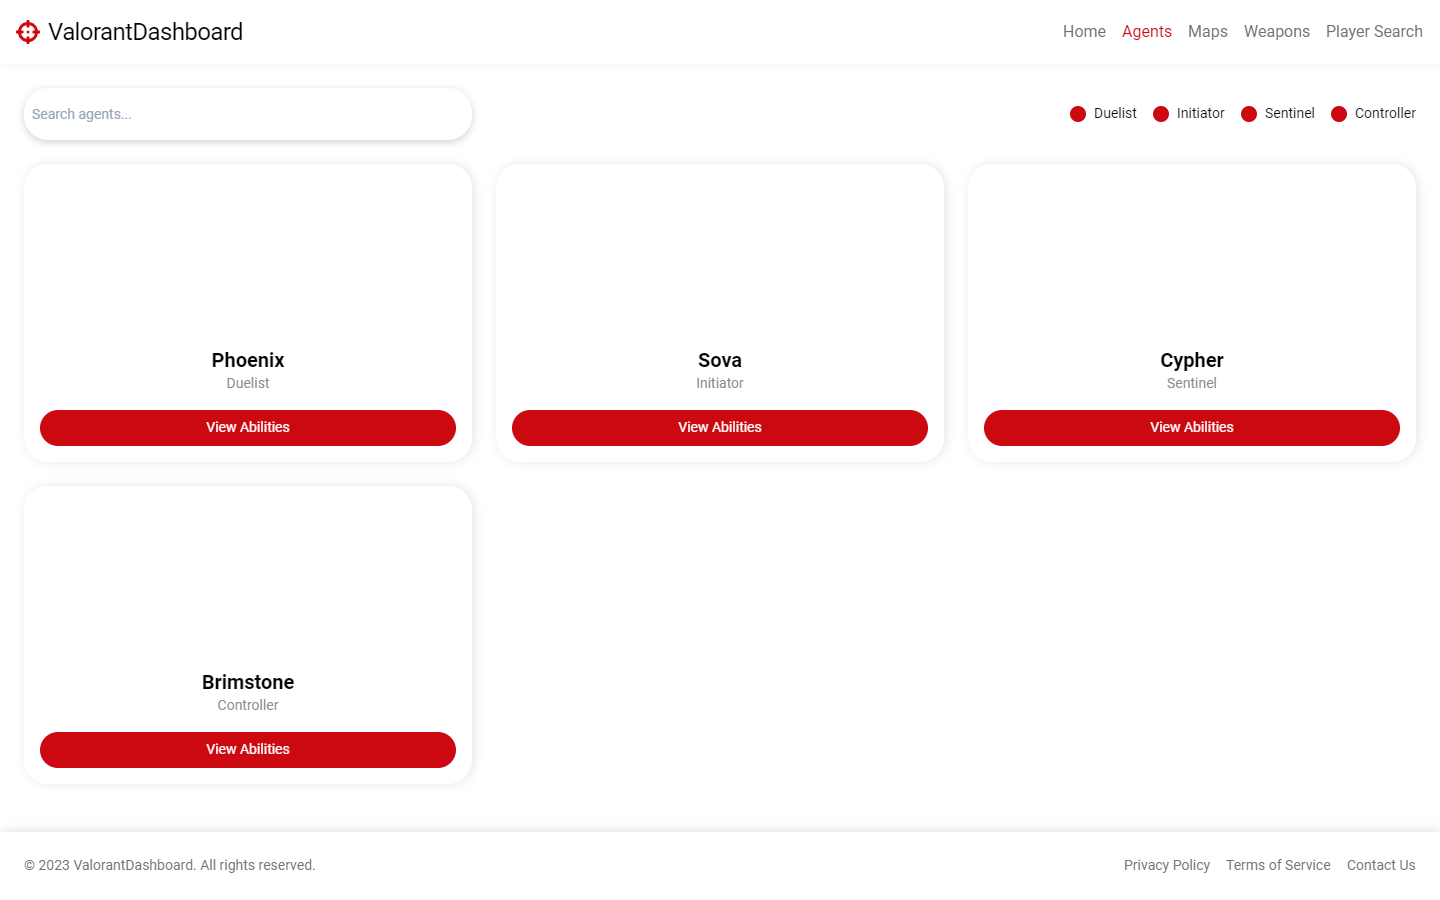 ValorantDashboard
Home Agents Maps Weapons Player Search
Search agents...
Duelist Initiator Sentinel Controller
Phoenix
Duelist
View Abilities
Sova
Initiator
View Abilities
Cypher
Sentinel
View Abilities
Brimstone
Controller
View Abilities
© 2023 ValorantDashboard. All rights reserved.
Privacy Policy Terms of Service Contact Us